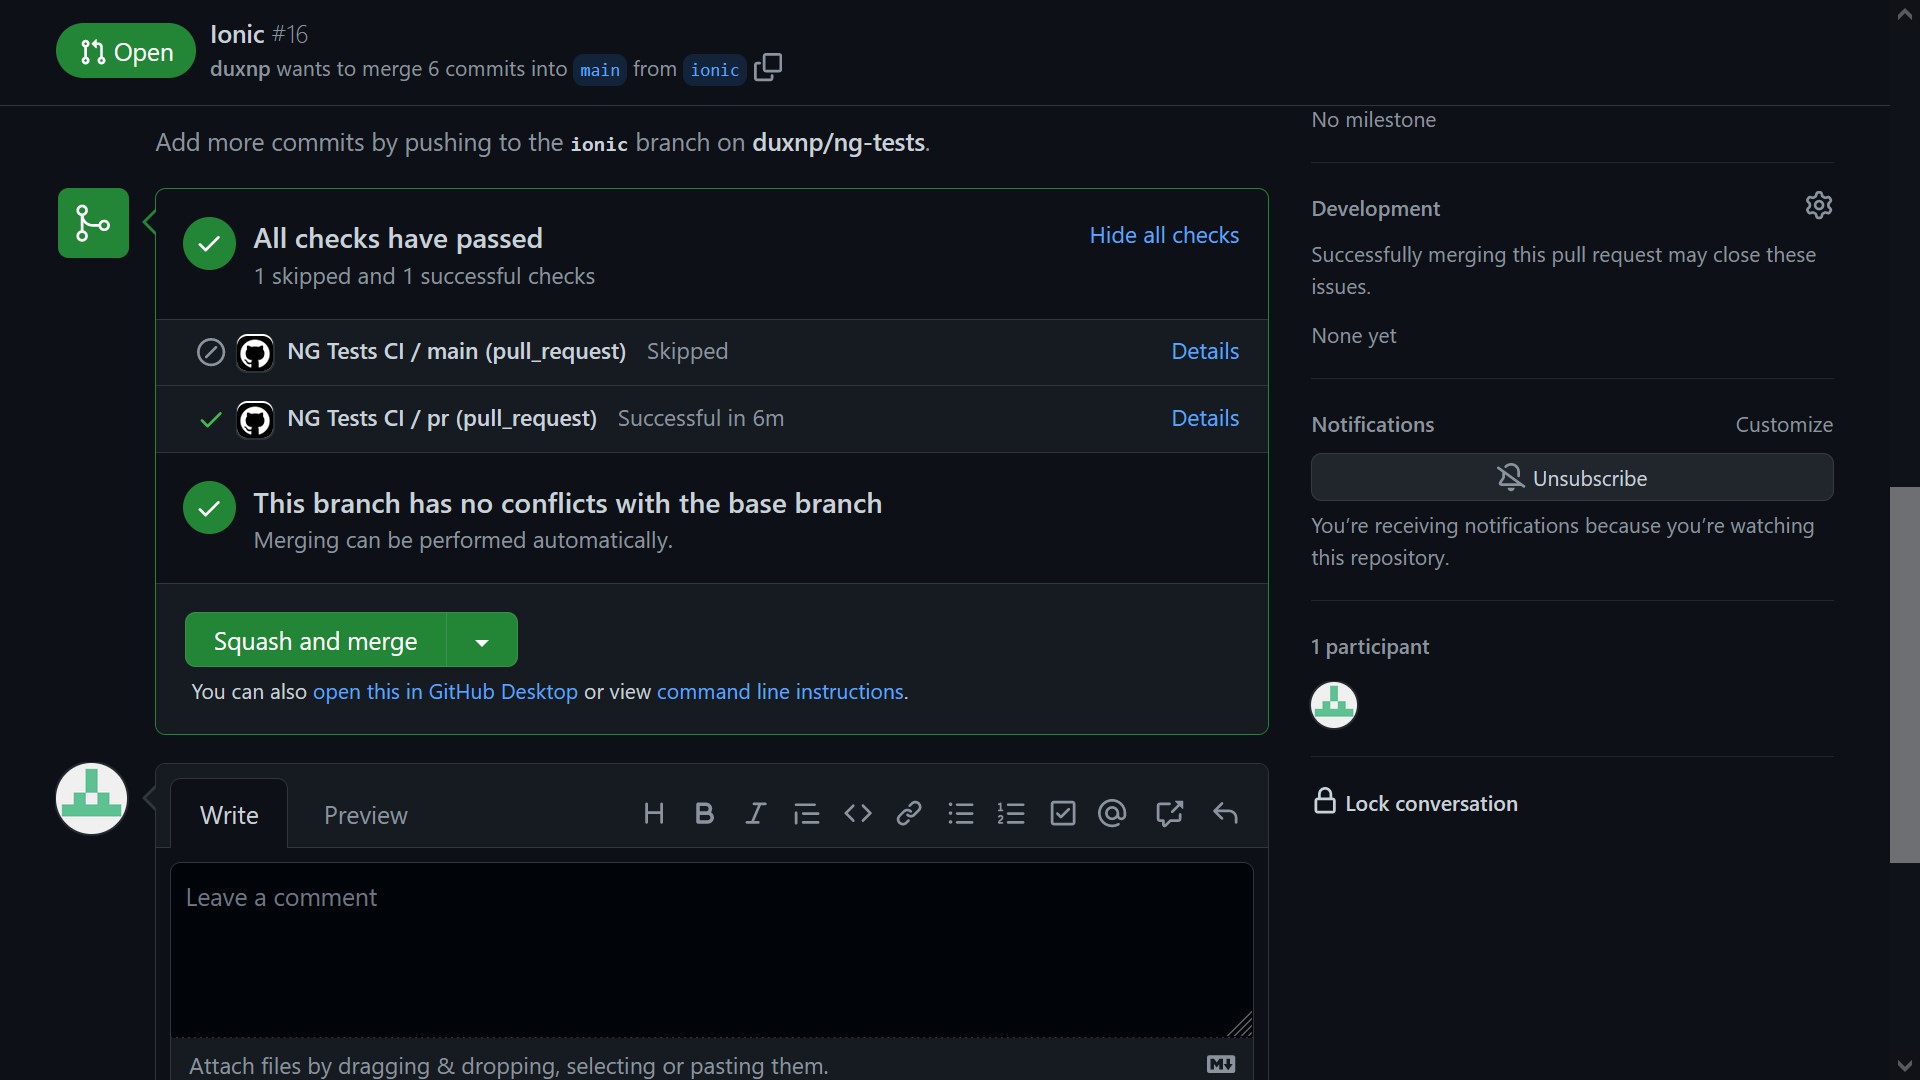 Open
Ionic #16
duxnp wants to merge 6 commits into main from ionic
Add more commits by pushing to the ionic branch on duxnp/ng-tests.
All checks have passed
Hide all checks
1 skipped and 1 successful checks
NG Tests CI / main (pull_request) Skipped Details
NG Tests CI / pr (pull_request) Successful in 6m Details
This branch has no conflicts with the base branch
Merging can be performed automatically.
Squash and merge
You can also open this in GitHub Desktop or view command line instructions.
Write Preview
Leave a comment
Attach files by dragging & dropping, selecting or pasting them.
No milestone
Development
Successfully merging this pull request may close these
issues.
None yet
Notifications Customize
Unsubscribe
You’re receiving notifications because you’re watching
this repository.
1 participant
Lock conversation